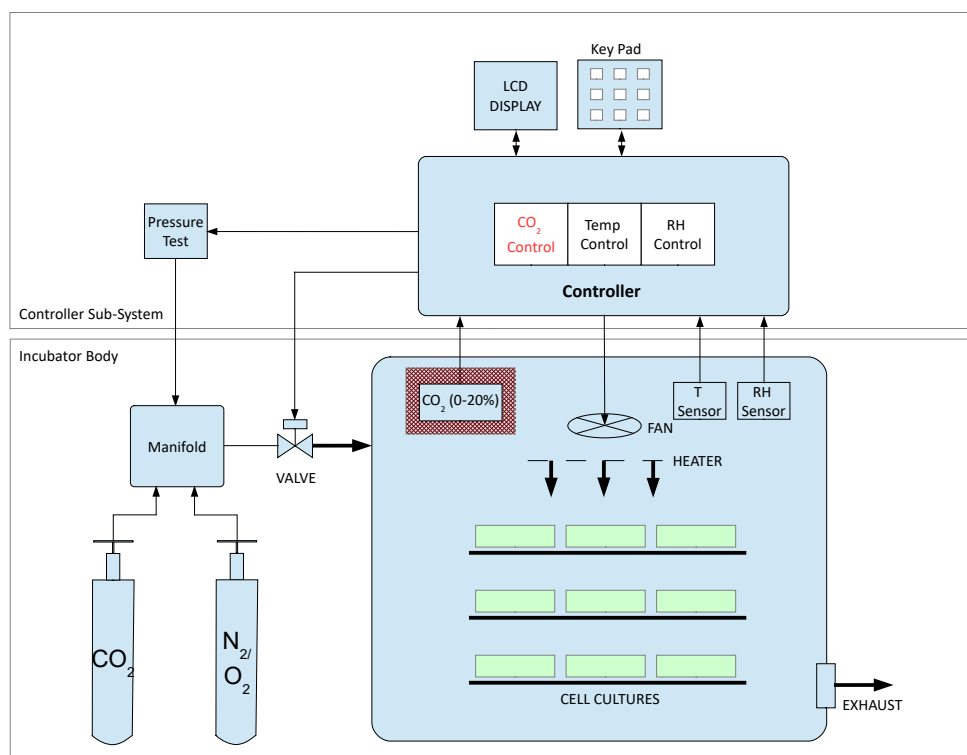 Key Pad
LCD
DISPLAY
CO₂
Control
Temp
Control
RH
Control
Pressure
Test
Controller
Controller Sub-System
Incubator Body
CO₂ (0-20%)
T
Sensor
RH
Sensor
FAN
Manifold
HEATER
VALVE
CO₂
N₂/
O₂
CELL CULTURES
EXHAUST